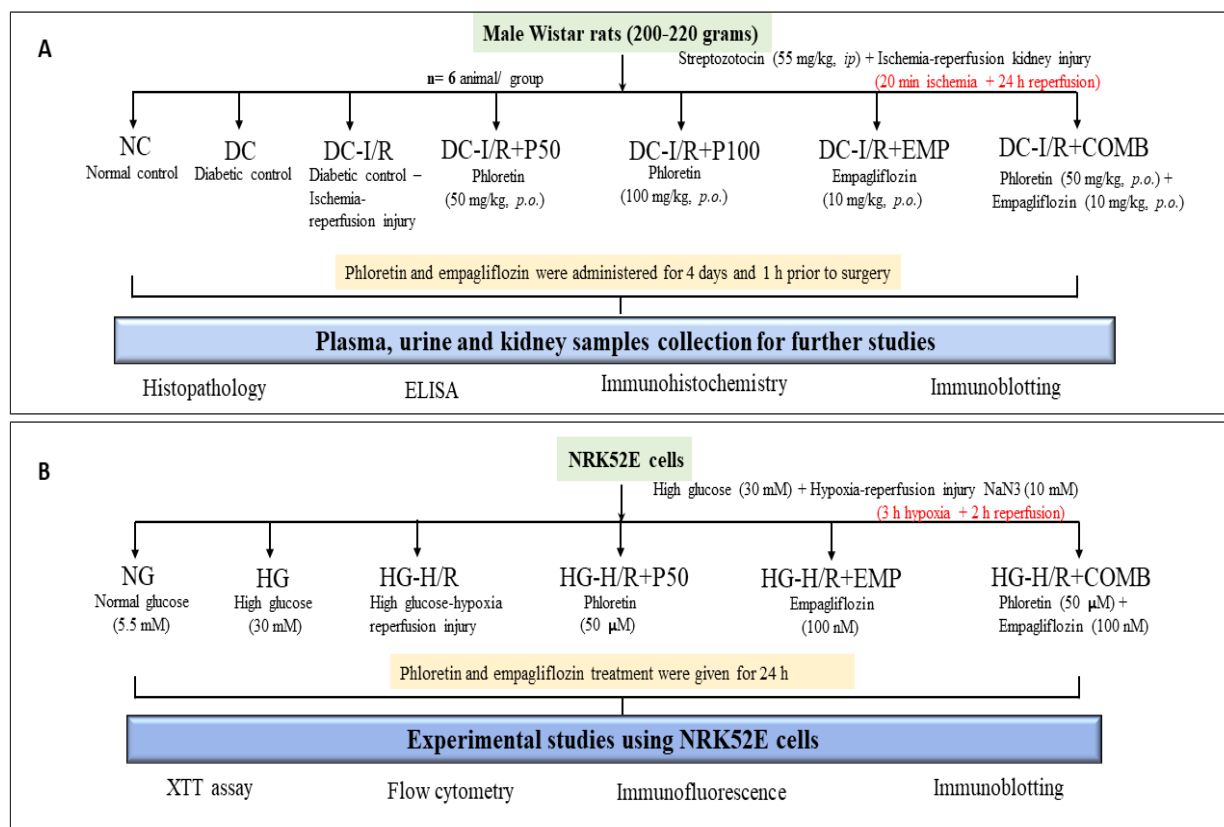 A
Male Wistar rats (200-220 grams)
Streptozotocin (55 mg/kg, ip) + Ischemia-reperfusion kidney injury
(20 min ischemia + 24 h reperfusion)
n= 6 animal/ group
NC
Normal control
DC
Diabetic control
DC-I/R
Diabetic control –
Ischemia-
reperfusion injury
DC-I/R+P50
Phloretin
(50 mg/kg, p.o.)
DC-I/R+P100
Phloretin
(100 mg/kg, p.o.)
DC-I/R+EMP
Empagliflozin
(10 mg/kg, p.o.)
DC-I/R+COMB
Phloretin (50 mg/kg, p.o.) +
Empagliflozin (10 mg/kg, p.o.)
Phloretin and empagliflozin were administered for 4 days and 1 h prior to surgery
Plasma, urine and kidney samples collection for further studies
Histopathology
ELISA
Immunohistochemistry
Immunoblotting
B
NRK52E cells
High glucose (30 mM) + Hypoxia-reperfusion injury NaN3 (10 mM)
(3 h hypoxia + 2 h reperfusion)
NG
Normal glucose
(5.5 mM)
HG
High glucose
(30 mM)
HG-H/R
High glucose-hypoxia
reperfusion injury
HG-H/R+P50
Phloretin
(50 µM)
HG-H/R+EMP
Empagliflozin
(100 nM)
HG-H/R+COMB
Phloretin (50 µM) +
Empagliflozin (100 nM)
Phloretin and empagliflozin treatment were given for 24 h
Experimental studies using NRK52E cells
XTT assay
Flow cytometry
Immunofluorescence
Immunoblotting